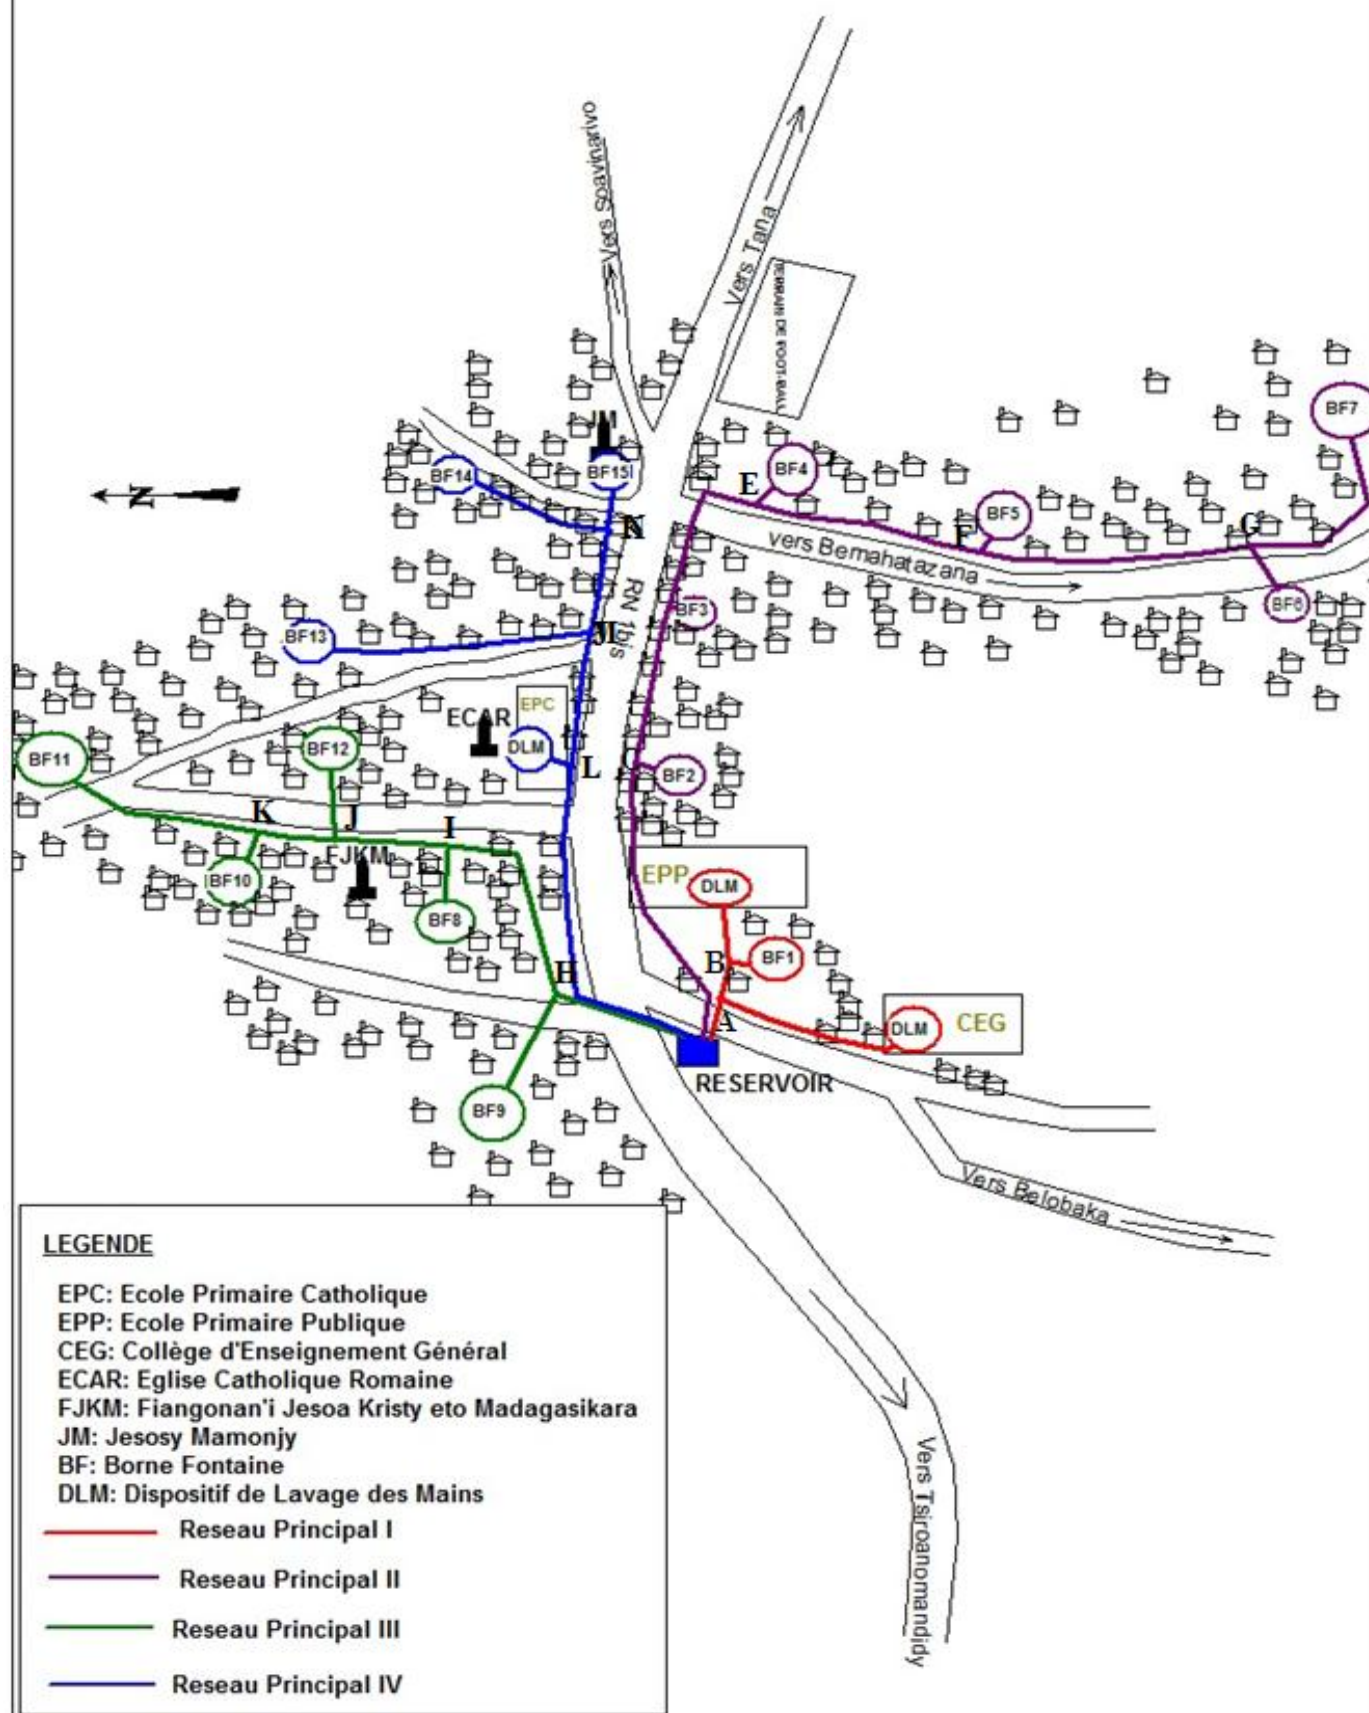 Vers Soavinarivo
Vers Tana
TERRAIN DE FOOT-BALL
BF7
JM
BF14
BF15
BF4
E
N
BF5
F
G
N
vers Bemahatazana
RN 1bis
BF3
BF6
BF13
M
ECAR
EPC
DLM
BF12
BF11
L
C
BF2
K
J
I
FJKM
EPP
DLM
BF10
BF8
B
BF1
H
A
DLM
CEG
RESERVOIR
BF9
Vers Belobaka
Vers Tsiroanomandidy
LEGENDE
EPC: Ecole Primaire Catholique
EPP: Ecole Primaire Publique
CEG: Collège d'Enseignement Général
ECAR: Eglise Catholique Romaine
FJKM: Fiangonan'i Jesoa Kristy eto Madagasikara
JM: Jesosy Mamonjy
BF: Borne Fontaine
DLM: Dispositif de Lavage des Mains
Reseau Principal I
Reseau Principal II
Reseau Principal III
Reseau Principal IV